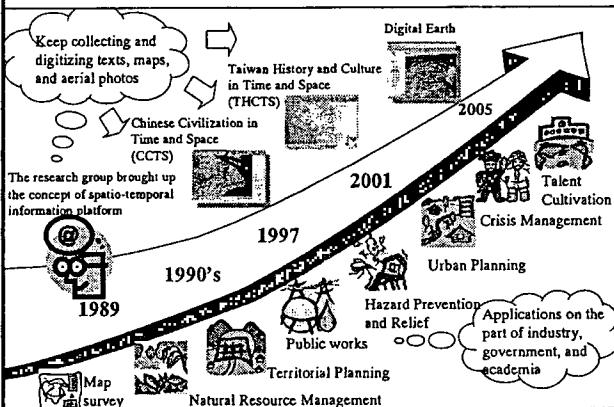 Keep collecting and
digitizing texts, maps,
and aerial photos
Digital Earth
Taiwan History and Culture
in Time and Space
(THCTS)
Chinese Civilization in
Time and Space
(CCTS)
The research group brought up
the concept of spatio-temporal
information platform
@
1989
1990's
1997
2001
2005
Talent
Cultivation
Crisis Management
Urban Planning
Hazard Prevention
and Relief
Public works
Territorial Planning
Natural Resource Management
Map
survey
Applications on the
part of industry,
government, and
academia